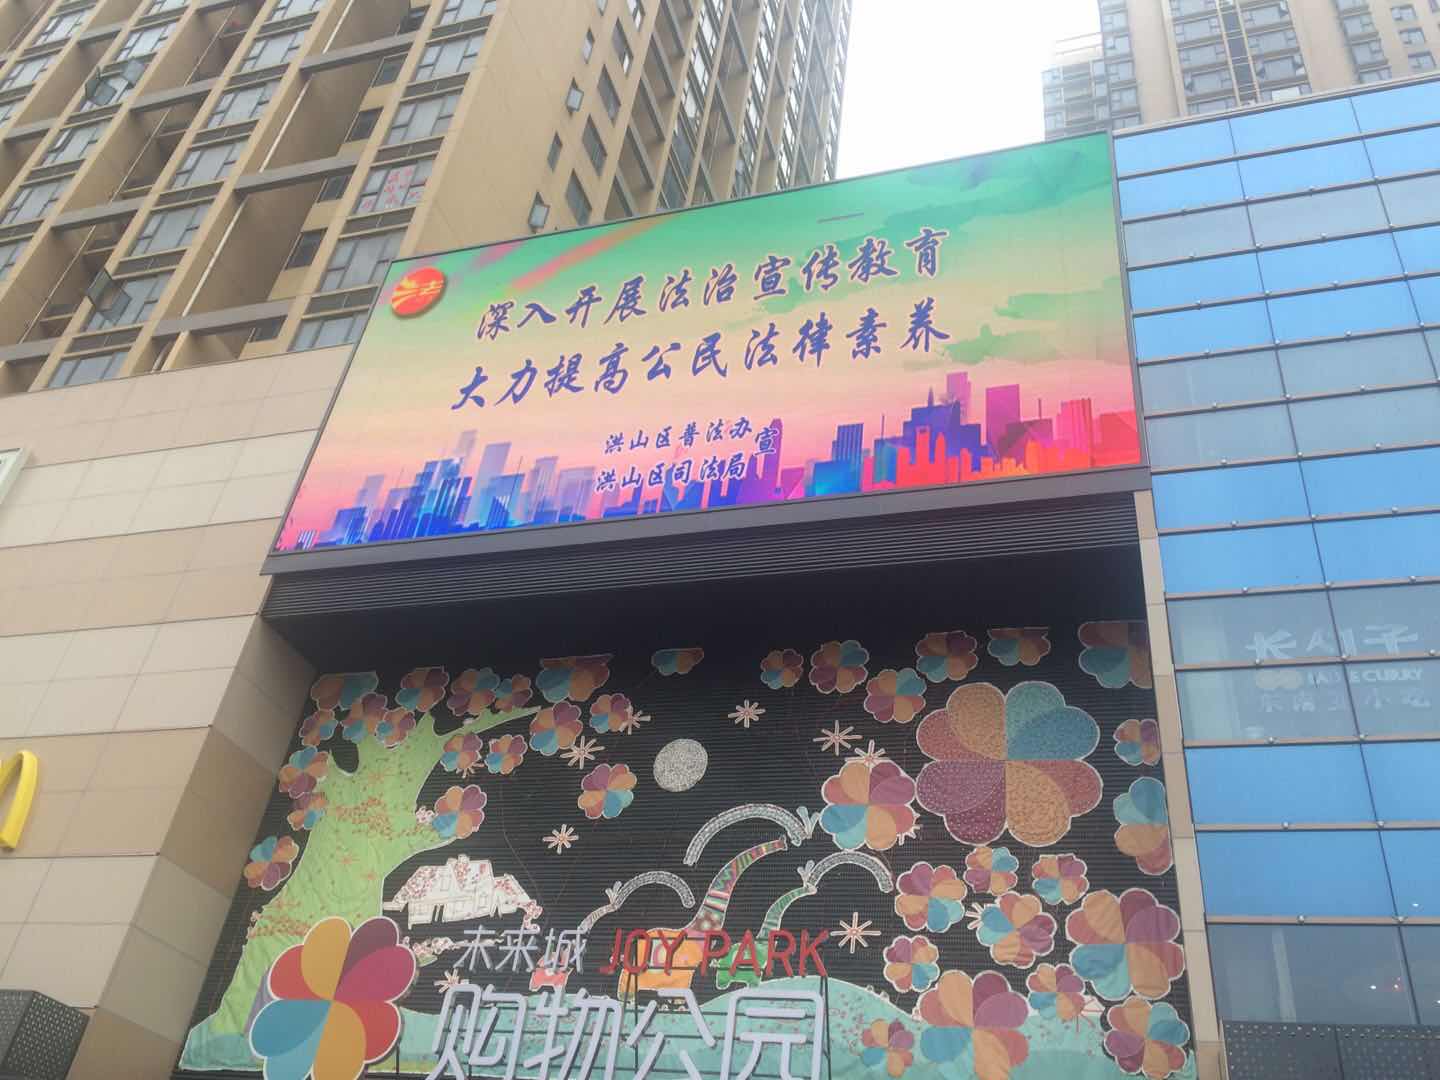 深入开展法治宣传教育
大力提高公民法律素养
洪山区普法办
洪山区司法局
宣
未来城 JOY PARK
购物公园